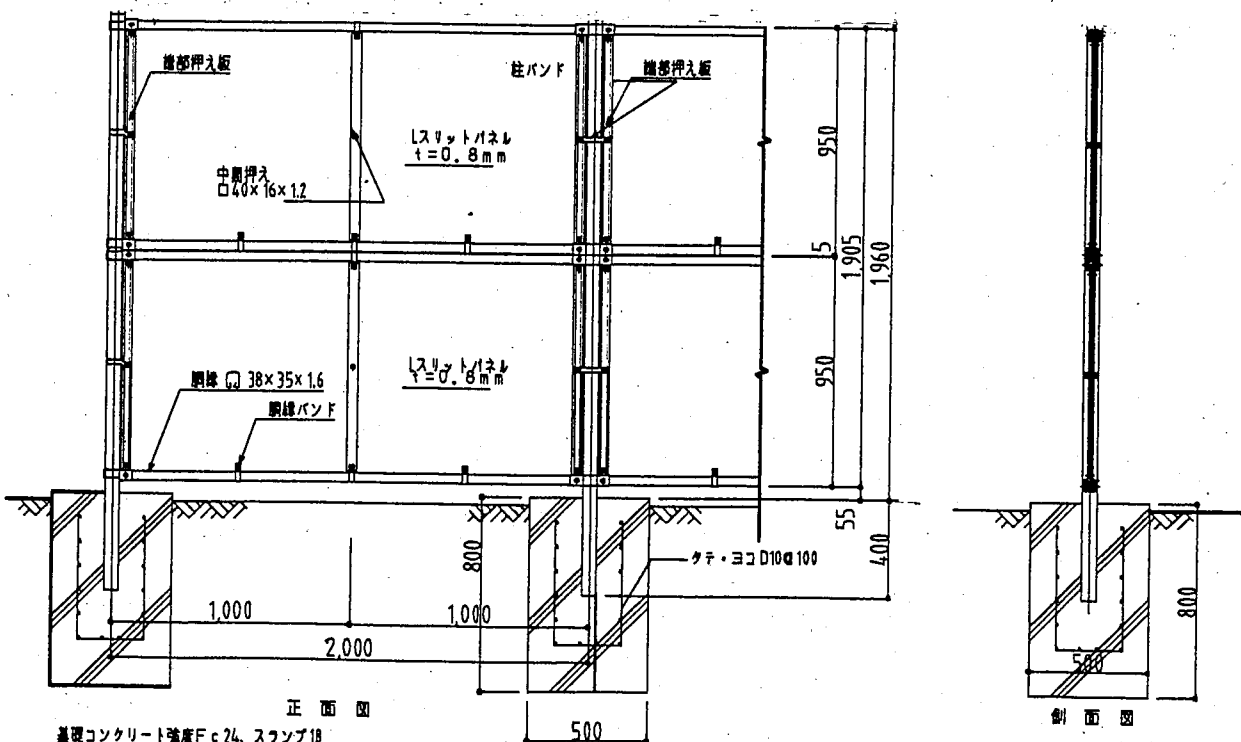 端部押え板
柱バンド
端部押え板
Lスリットパネル
t=0.8mm
中間押え
□40×16×1.2
950
5
1,905
1,960
Lスリットパネル
t=0.8mm
950
胴縁 38×35×1.6
胴縁バンド
55
400
800
タテ・ヨコD10@100
1,000
1,000
2,000
800
500
正面図
側面図
基礎コンクリート強度Fc24、スランプ18
500